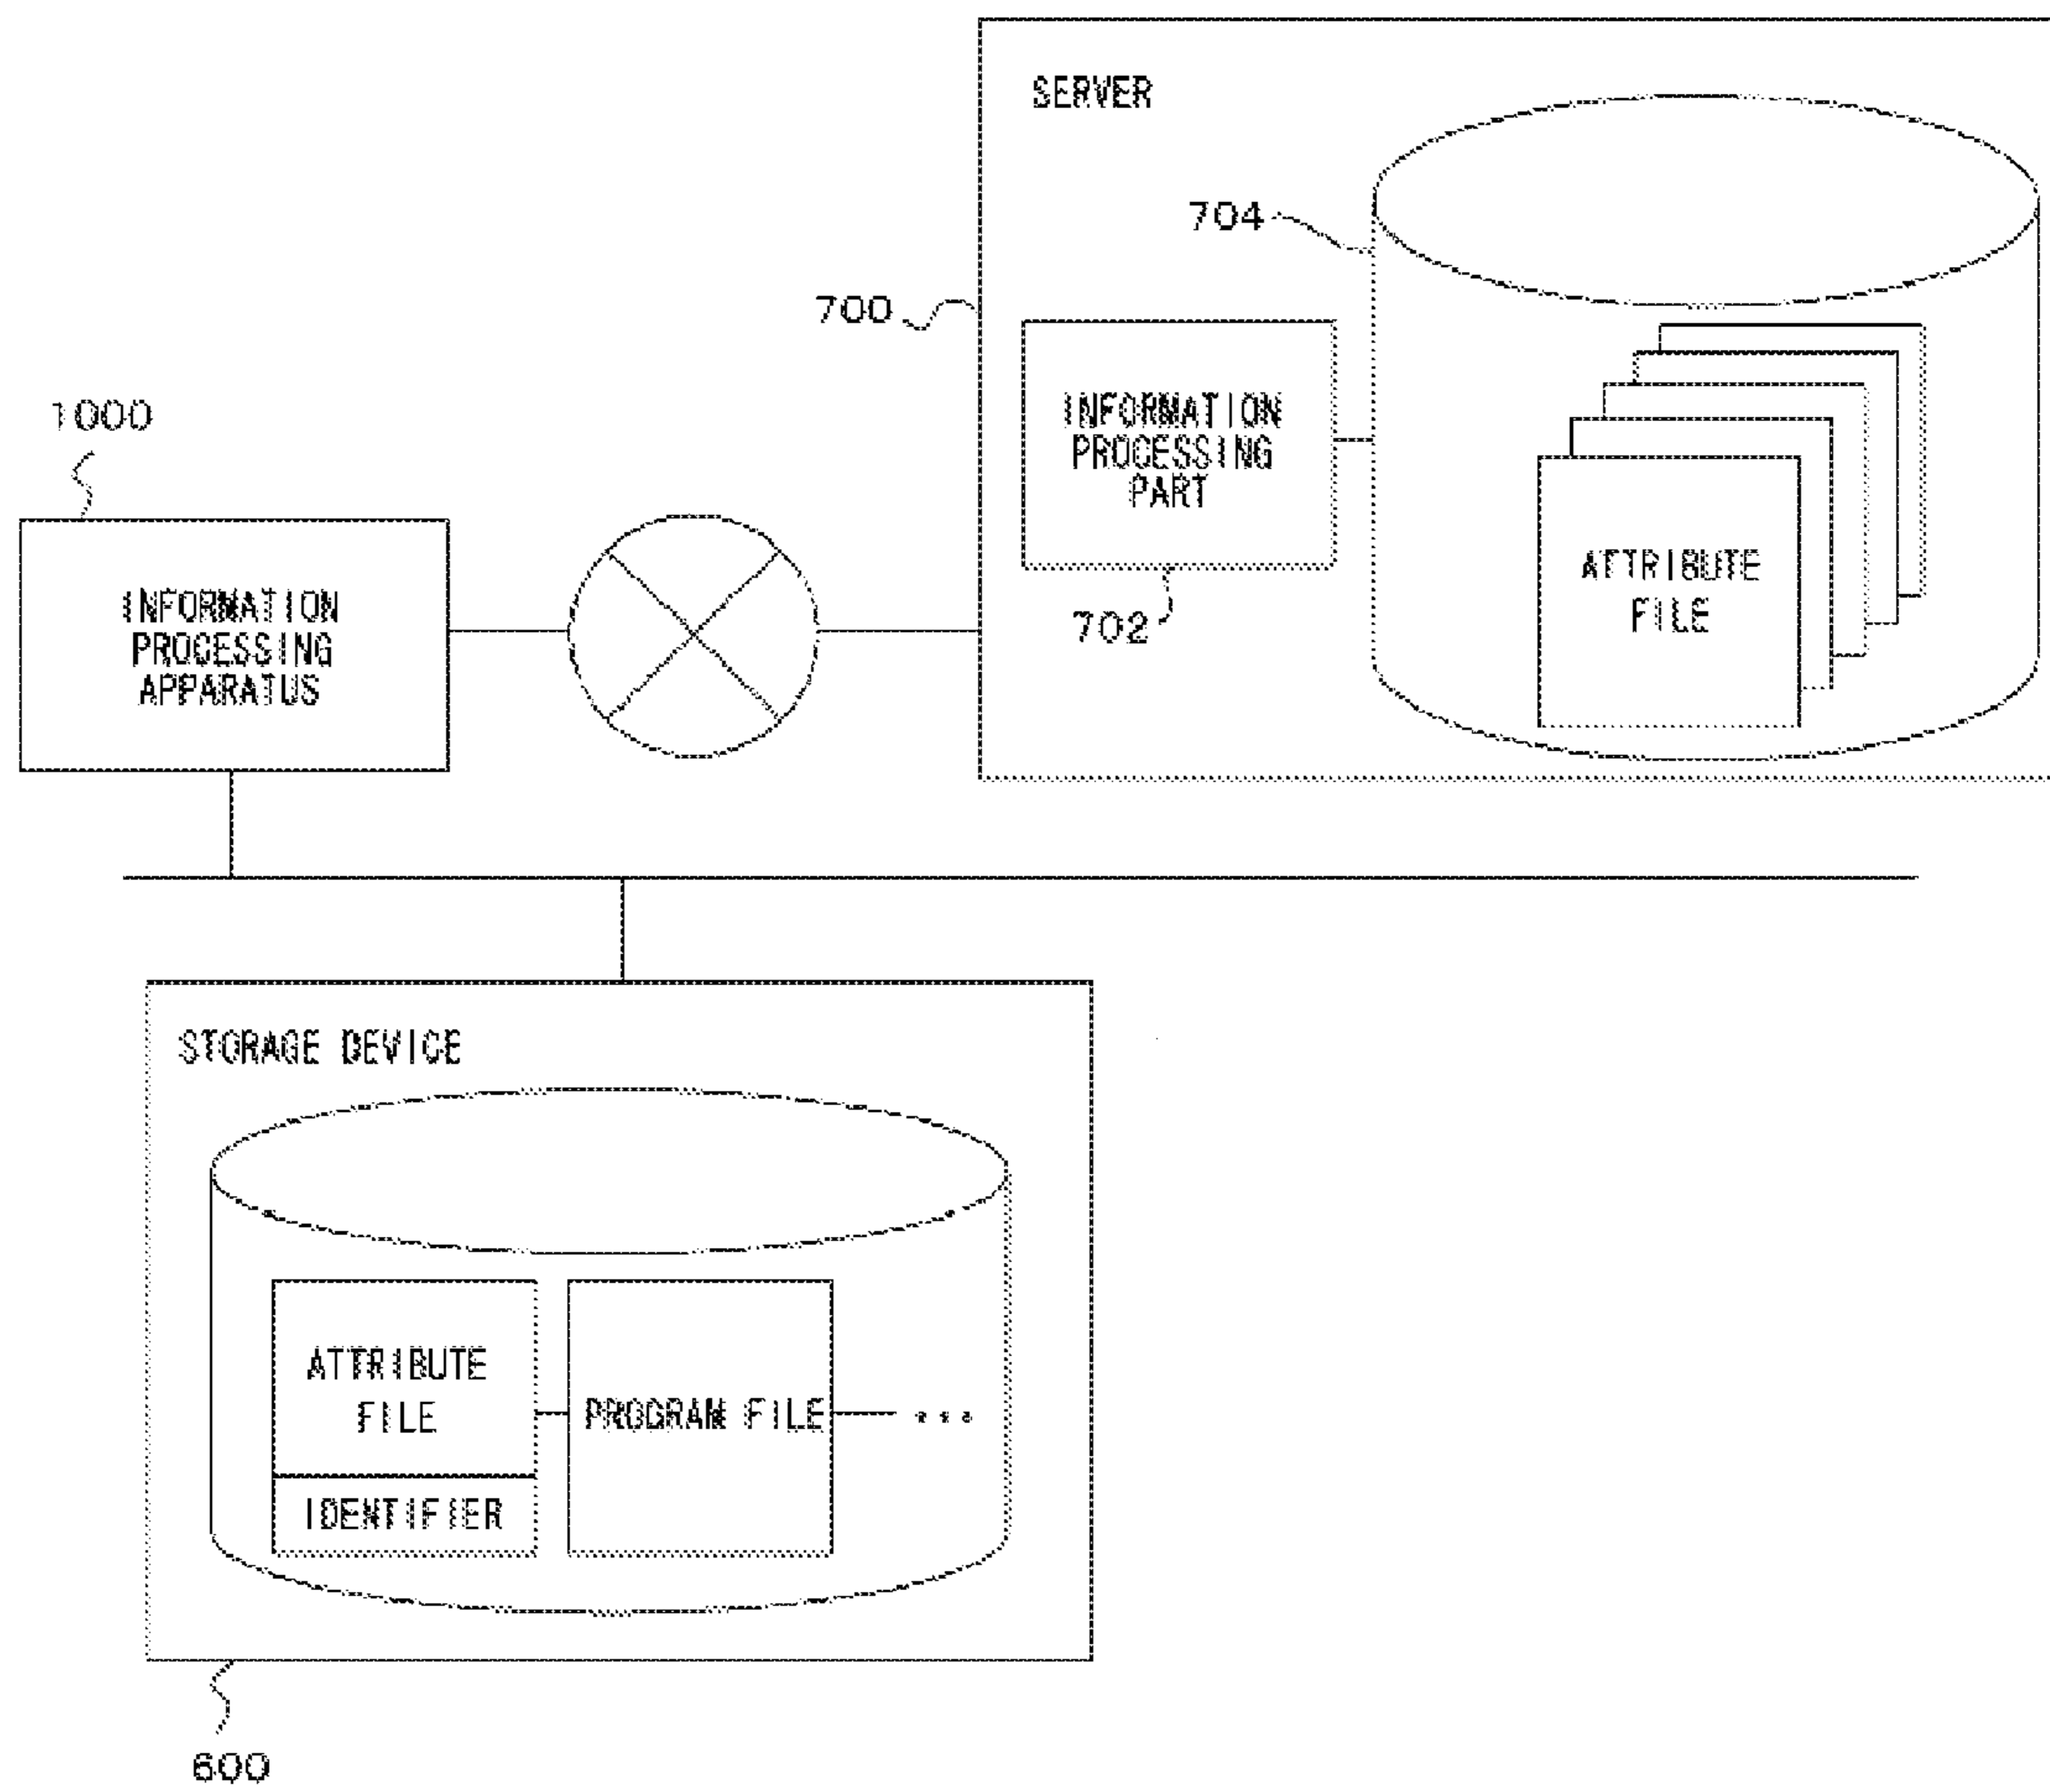 SERVER
704
700
INFORMATION
PROCESSING
PART
702
ATTRIBUTE
FILE
1000
INFORMATION
PROCESSING
APPARATUS
STORAGE DEVICE
ATTRIBUTE
FILE
IDENTIFIER
PROGRAM FILE
...
600